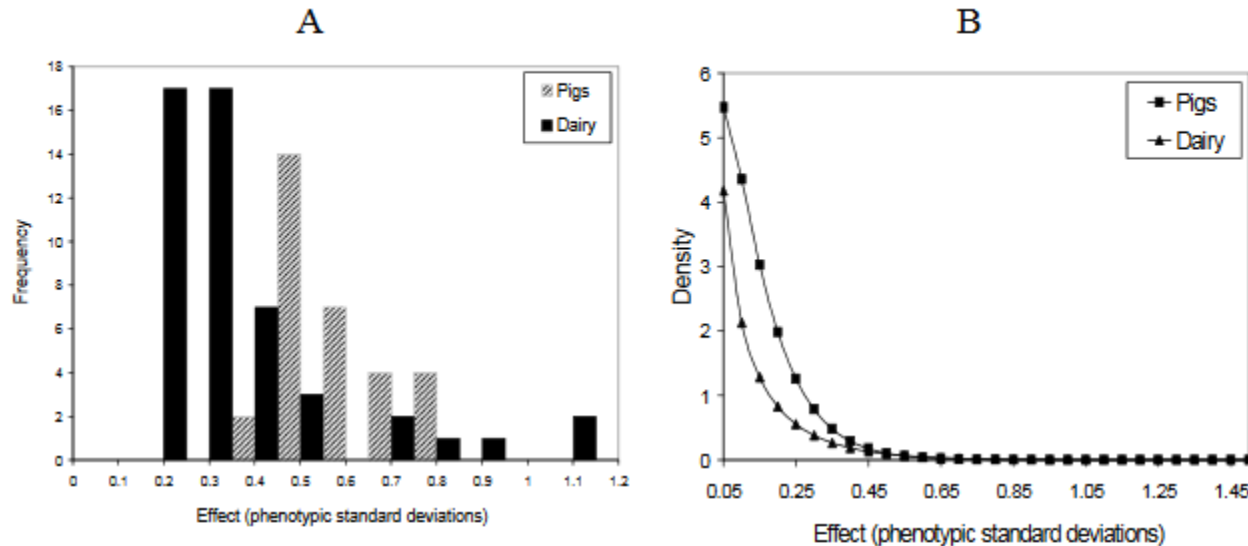 A
B
18
16
14
12
10
8
6
4
2
0
Frequency
Pigs
Dairy
0 0.1 0.2 0.3 0.4 0.5 0.6 0.7 0.8 0.9 1 1.1 1.2
Effect (phenotypic standard deviations)
6
5
4
3
2
1
0
Density
Pigs
Dairy
0.05 0.25 0.45 0.65 0.85 1.05 1.25 1.45
Effect (phenotypic standard deviations)